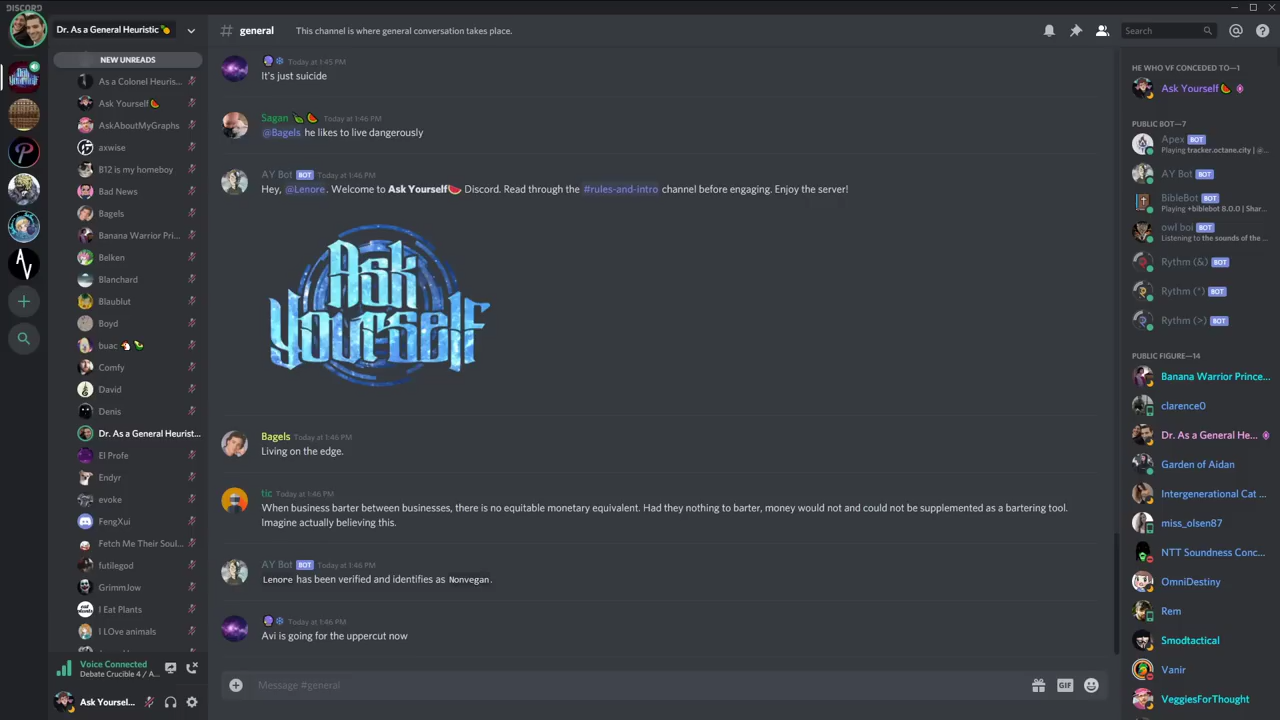 DISCORD
Dr. As a General Heuristic
# general
This channel is where general conversation takes place.
Search
NEW UNREADS
As a Colonel Heuris...
Ask Yourself
AskAboutMyGraphs
axwise
B12 is my homeboy
Bad News
Bagels
Banana Warrior Pri...
Belken
Blanchard
Blaublut
Boyd
buac
Comfy
David
Denis
Dr. As a General Heurist...
El Profe
Endyr
evoke
FengXui
Fetch Me Their Soul...
futilegod
GrimmJow
I Eat Plants
I LOve animals
Voice Connected
Debate Crucible 4 / A...
Ask Yoursel...
Today at 1:45 PM
It's just suicide
Sagan Today at 1:46 PM
@Bagels he likes to live dangerously
AY Bot BOT Today at 1:46 PM
Hey, @Lenore. Welcome to Ask Yourself Discord. Read through the #rules-and-intro channel before engaging. Enjoy the server!
Ask
Yourself
Bagels Today at 1:46 PM
Living on the edge.
tic Today at 1:46 PM
When business barter between businesses, there is no equitable monetary equivalent. Had they nothing to barter, money would not and could not be supplemented as a bartering tool.
Imagine actually believing this.
AY Bot BOT Today at 1:46 PM
Lenore has been verified and identifies as Nonvegan.
Today at 1:46 PM
Avi is going for the uppercut now
Message #general
GIF
HE WHO VF CONCEDED TO—1
Ask Yourself
PUBLIC BOT—7
Apex BOT
Playing tracker.octane.city | @...
AY Bot BOT
BibleBot BOT
Playing +biblebot 8.0.0 | Shar...
owl boi BOT
Listening to the sounds of the ...
Rythm (&) BOT
Rythm (*) BOT
Rythm (>) BOT
PUBLIC FIGURE—14
Banana Warrior Prince...
clarence0
Dr. As a General He...
Garden of Aidan
Intergenerational Cat ...
miss_olsen87
NTT Soundness Conc...
OmniDestiny
Rem
Smodtactical
Vanir
VeggiesForThought